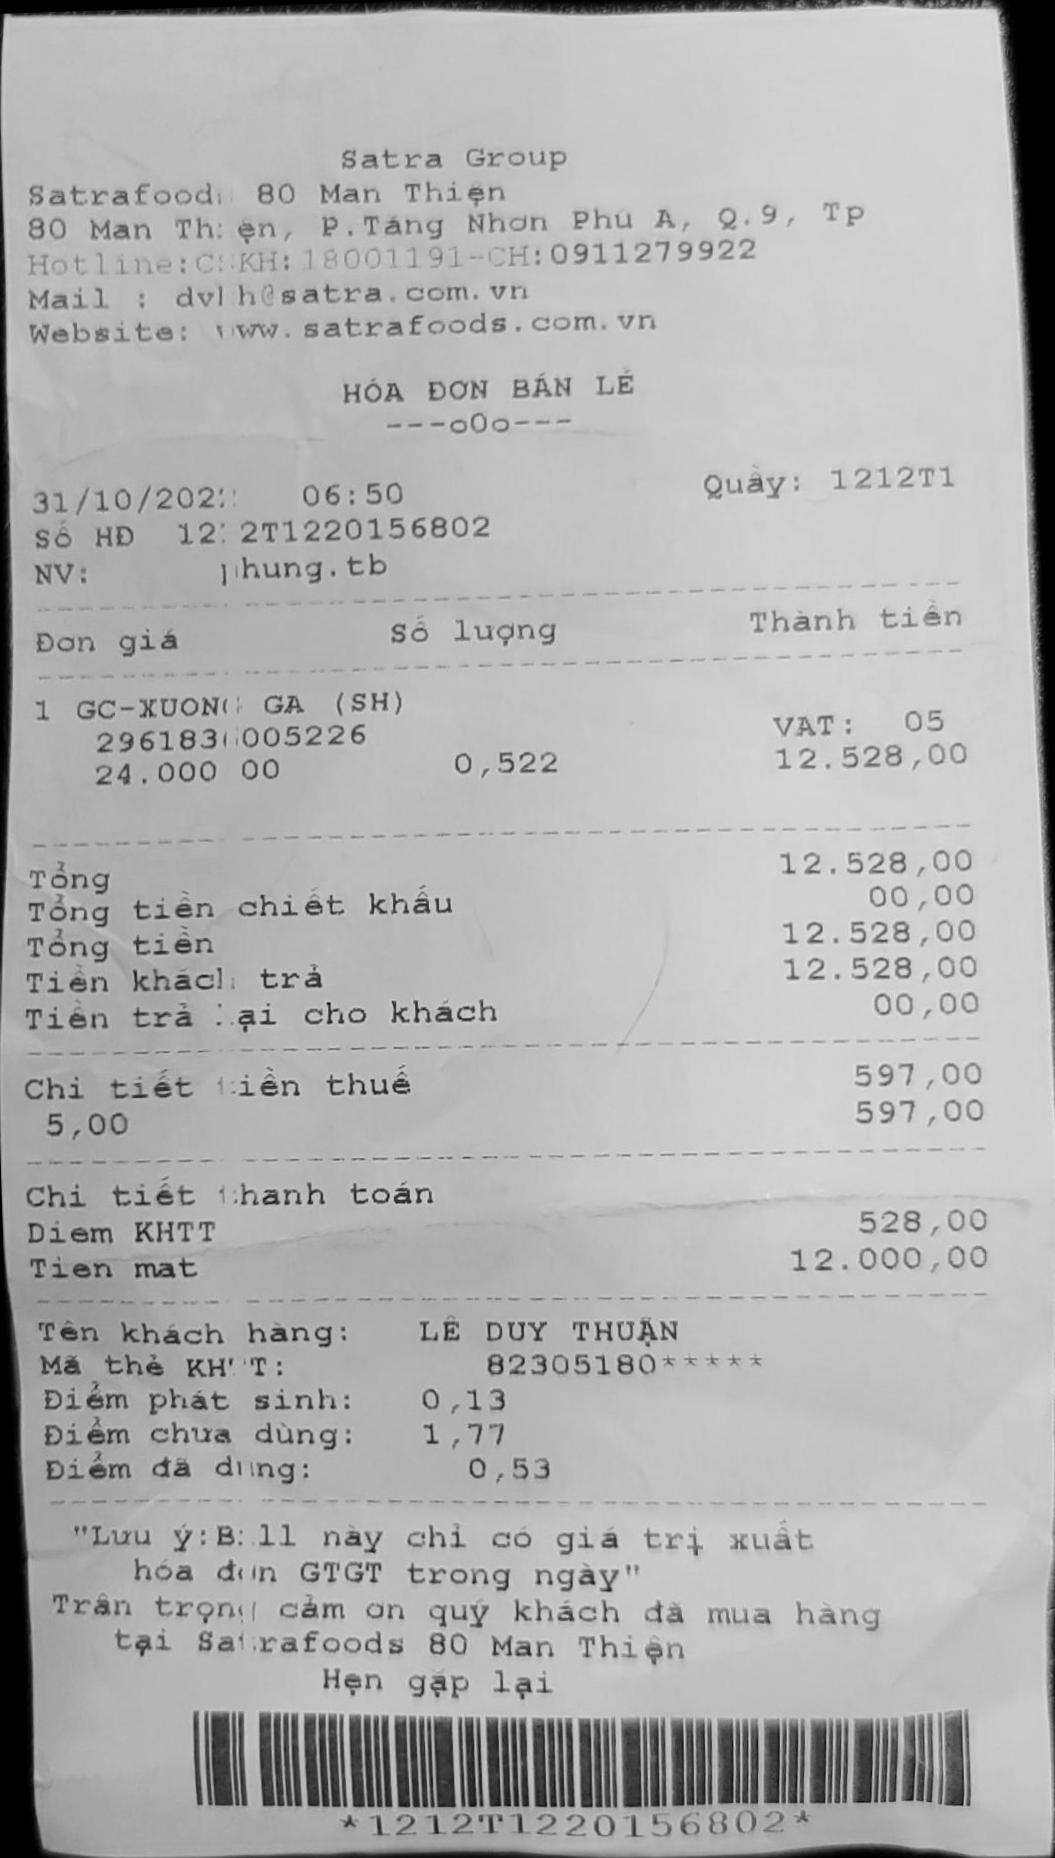 Satra Group
Satrafoods 80 Man Thiện
80 Man Thiện, P.Tăng Nhơn Phú A, Q.9, Tp
Hotline:CSKH:18001191-CH:0911279922
Mail : dvkh@satra.com.vn
Website: www.satrafoods.com.vn
HÓA ĐƠN BÁN LẺ
---oOo---
31/10/2022 06:50 Quầy: 1212T1
Số HĐ 1212T1220156802
NV: phung.tb
Đơn giá Số lượng Thành tiền
1 GC-XUONG GA (SH)
005226 VAT: 05
24.000 00 0,522 12.528,00
Tổng 12.528,00
Tổng tiền chiết khấu 00,00
Tổng tiền 12.528,00
Tiền khách trả 12.528,00
Tiền trả lại cho khách 00,00
Chi tiết tiền thuế 597,00
5,00 597,00
Chi tiết thanh toán
Diem KHTT 528,00
Tien mat 12.000,00
Tên khách hàng: LÊ DUY THUẬN
Mã thẻ KHTT: 82305180*****
Điểm phát sinh: 0,13
Điểm chưa dùng: 1,77
Điểm đã dùng: 0,53
"Lưu ý:Bill này chỉ có giá trị xuất
hóa đơn GTGT trong ngày"
Trân trọng cảm ơn quý khách đã mua hàng
tại Satrafoods 80 Man Thiện
Hẹn gặp lại
*1212T1220156802*